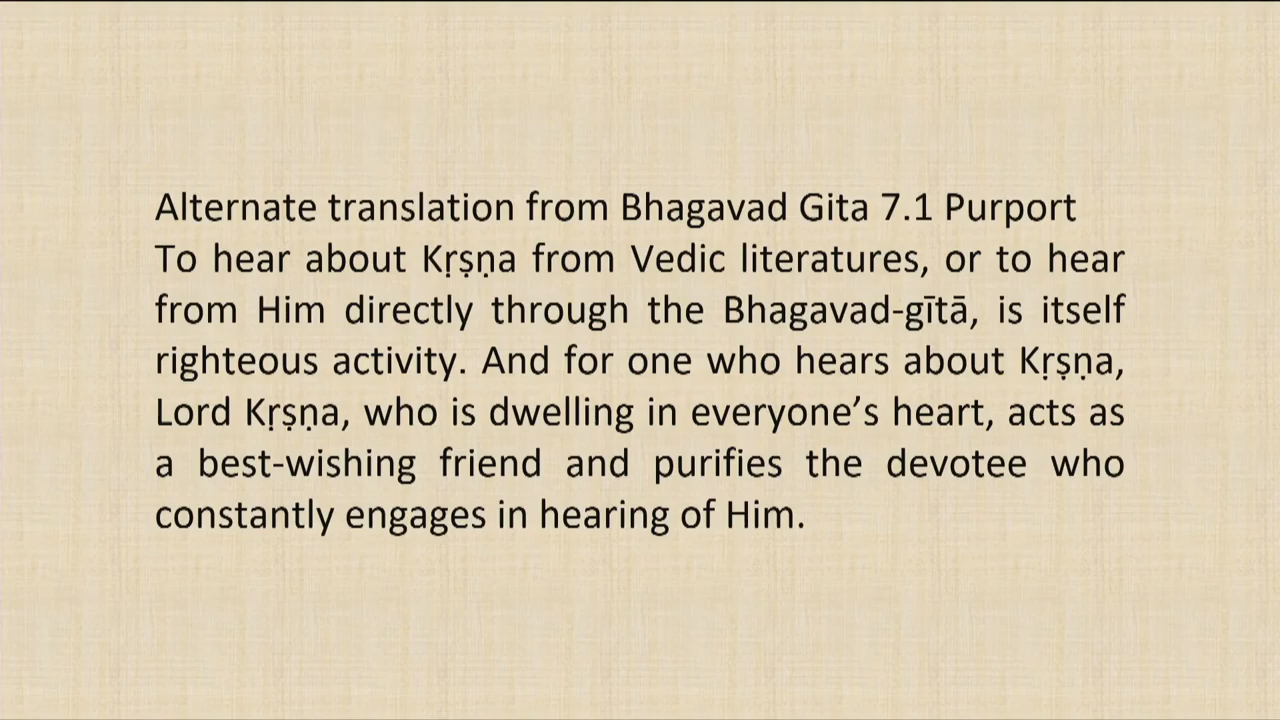 Alternate translation from Bhagavad Gita 7.1 Purport
To hear about Kṛṣṇa from Vedic literatures, or to hear
from Him directly through the Bhagavad-gītā, is itself
righteous activity. And for one who hears about Kṛṣṇa,
Lord Kṛṣṇa, who is dwelling in everyone’s heart, acts as
a best-wishing friend and purifies the devotee who
constantly engages in hearing of Him.